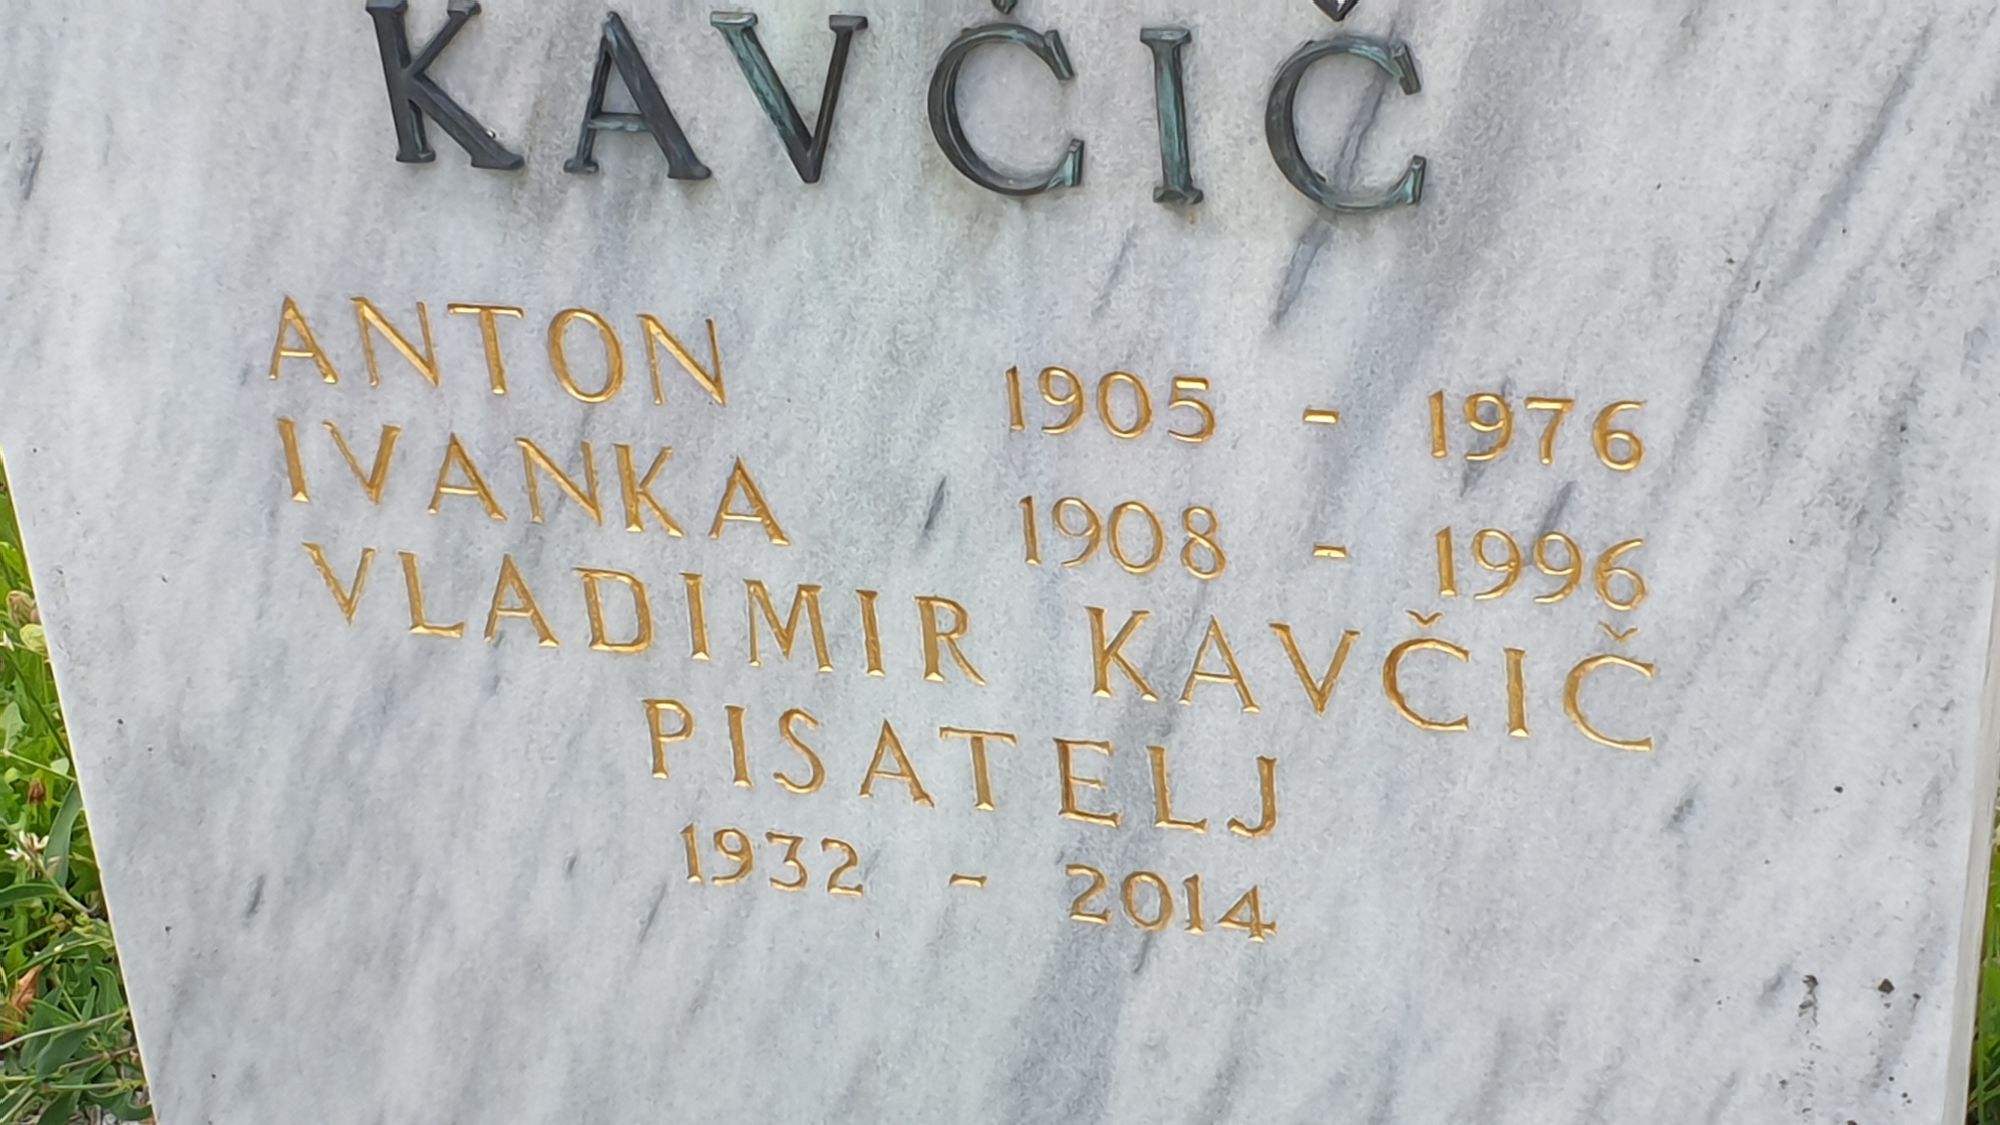 KAVČIČ
ANTON 1905 - 1976
IVANKA 1908 - 1996
VLADIMIR KAVČIČ
PISATELJ
1932 - 2014